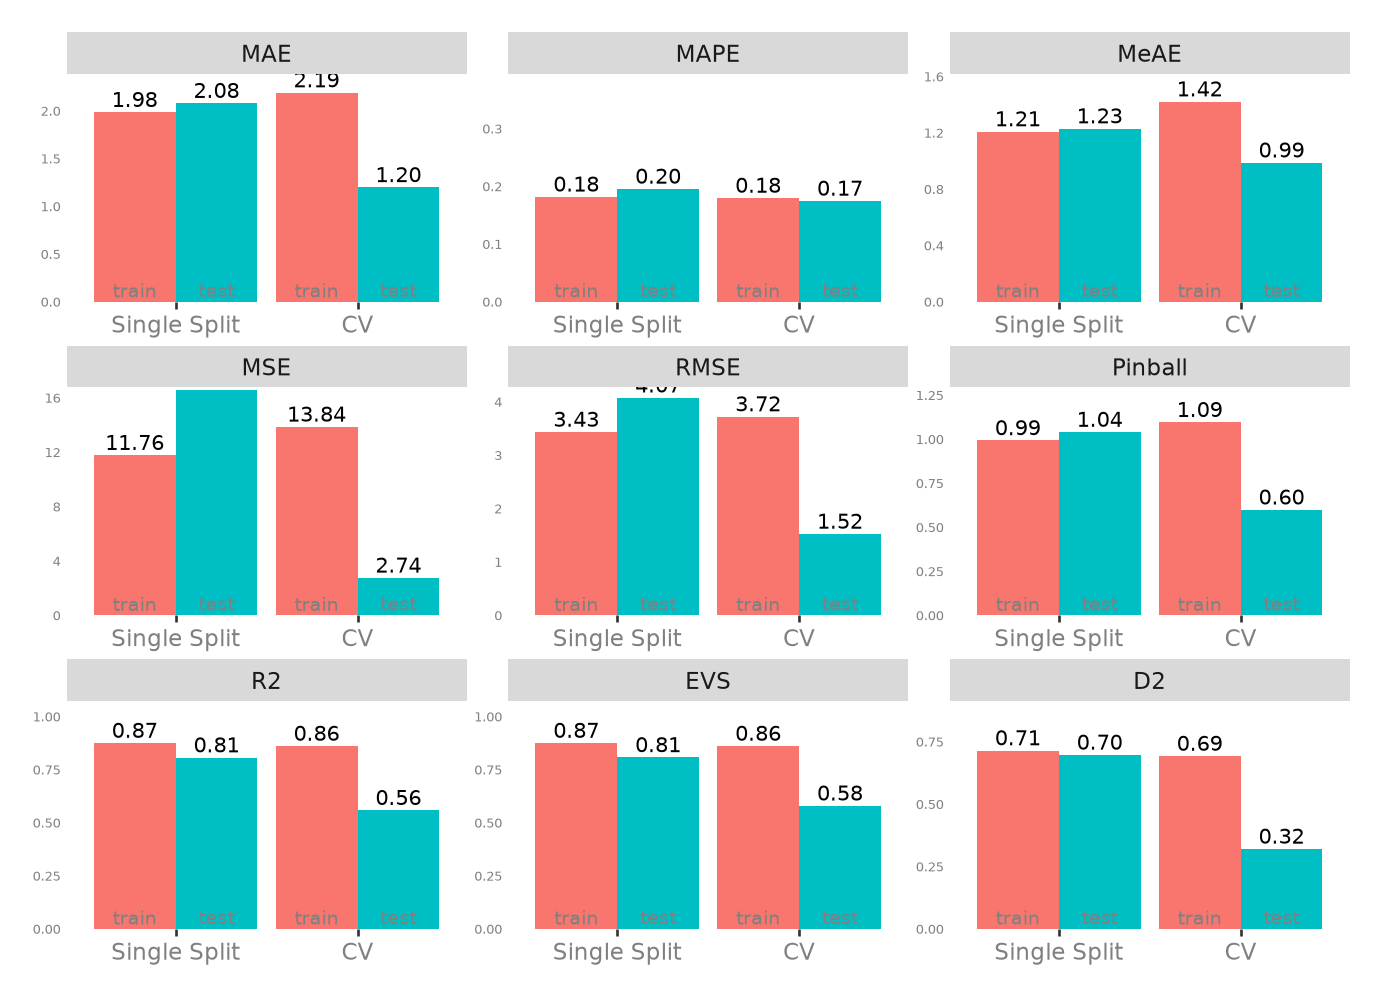 MAE
2.19
2.08
1.98
1.20
2.0
1.5
1.0
0.5
0.0
train test train test
Single Split CV
MAPE
0.18 0.20 0.18 0.17
0.3
0.2
0.1
0.0
train test train test
Single Split CV
MeAE
1.42
1.21 1.23
0.99
1.6
1.2
0.8
0.4
0.0
train test train test
Single Split CV
MSE
13.84
11.76
2.74
16
12
8
4
0
train test train test
Single Split CV
RMSE
4.07
3.72
3.43
1.52
4
3
2
1
0
train test train test
Single Split CV
Pinball
1.09
0.99 1.04
0.60
1.25
1.00
0.75
0.50
0.25
0.00
train test train test
Single Split CV
R2
0.87 0.81 0.86 0.56
1.00
0.75
0.50
0.25
0.00
train test train test
Single Split CV
EVS
0.87 0.81 0.86 0.58
1.00
0.75
0.50
0.25
0.00
train test train test
Single Split CV
D2
0.71 0.70 0.69 0.32
0.75
0.50
0.25
0.00
train test train test
Single Split CV